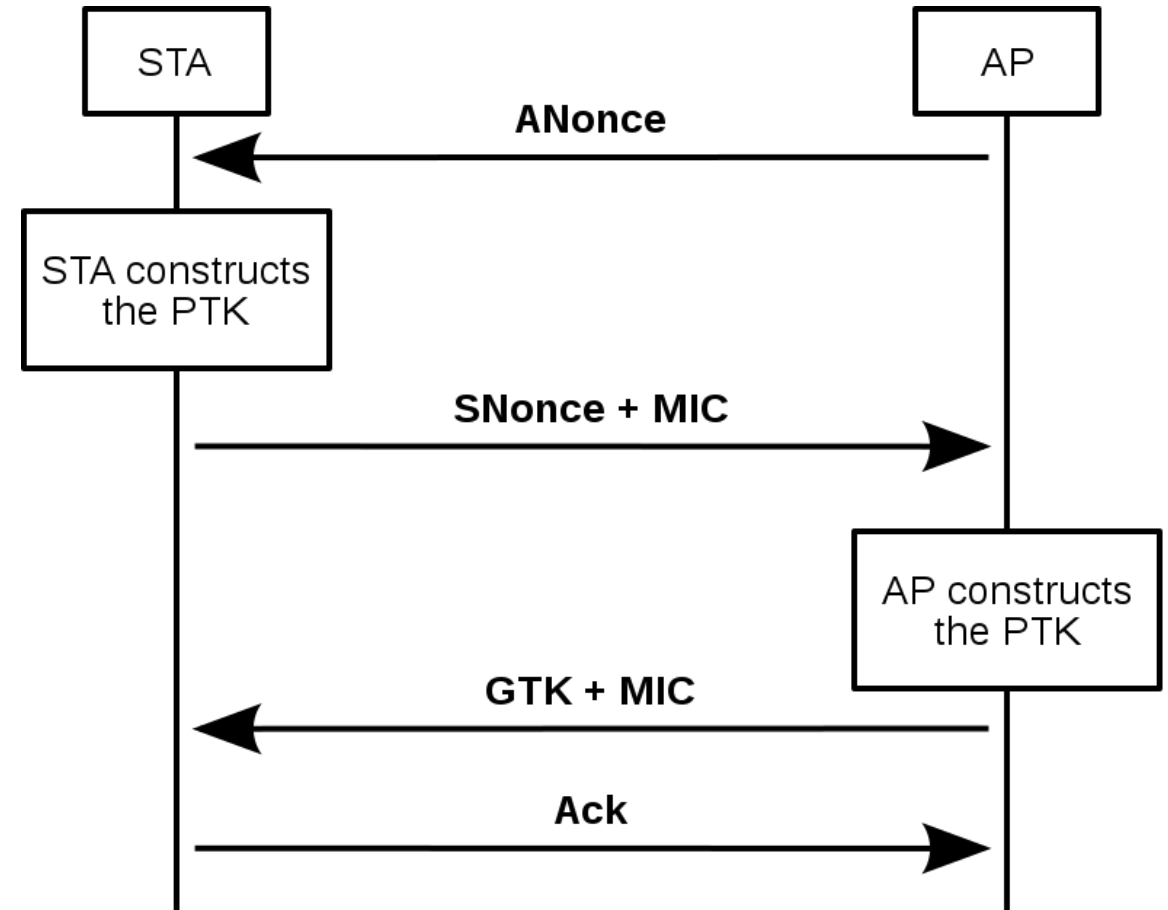 STA
AP
ANonce
STA constructs
the PTK
SNonce + MIC
AP constructs
the PTK
GTK + MIC
Ack